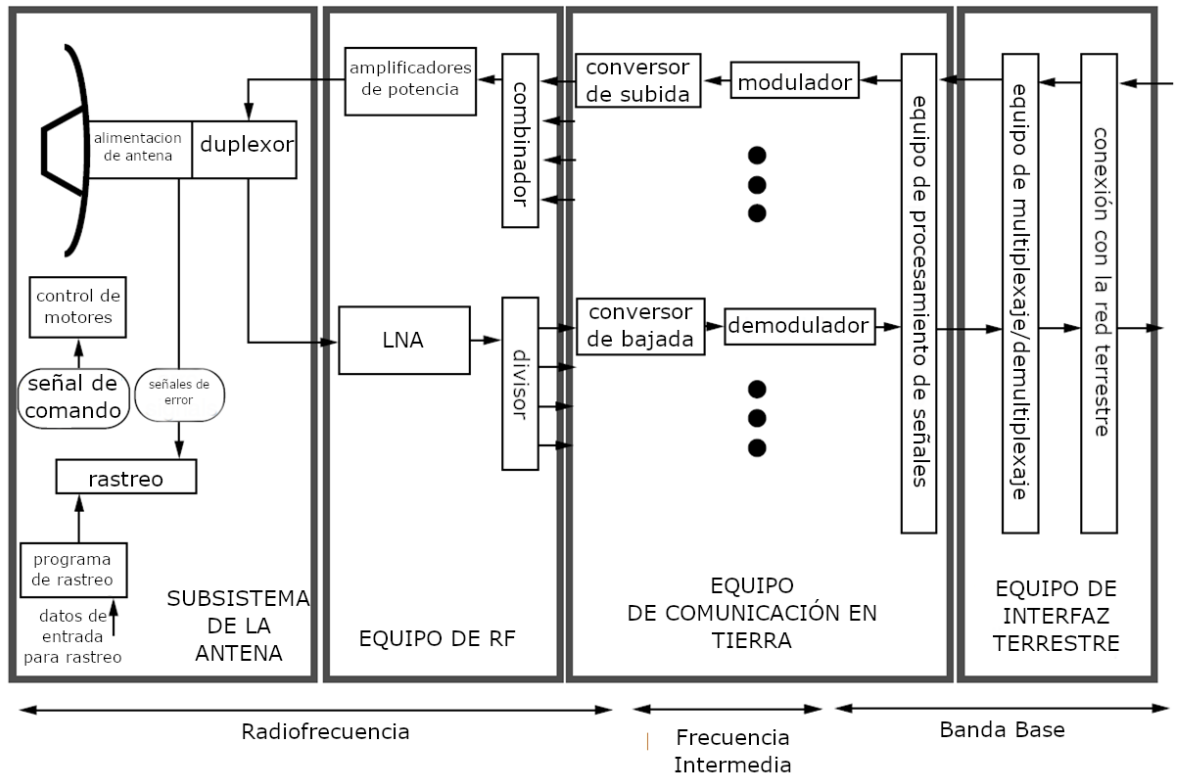 amplificadores
de potencia
combinador
conversor
de subida
modulador
equipo de procesamiento de señales
equipo de multiplexaje/demultiplexaje
conexión con la red terrestre
alimentacion
de antena
duplexor
control de
motores
señal de
comando
señales de
error
rastreo
programa
de rastreo
datos de
entrada
para rastreo
LNA
divisor
conversor
de bajada
demodulador
SUBSISTEMA
DE LA
ANTENA
EQUIPO DE RF
EQUIPO
DE COMUNICACIÓN EN
TIERRA
EQUIPO DE
INTERFAZ
TERRESTRE
Radiofrecuencia
Frecuencia
Intermedia
Banda Base